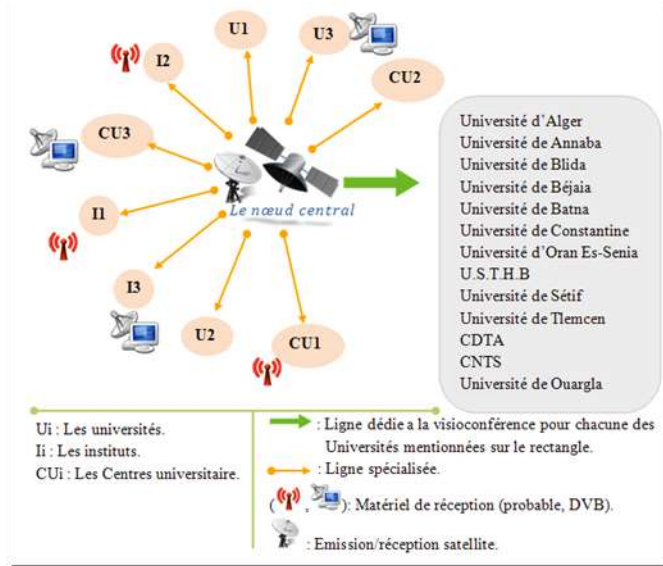 U1
U3
I2
CU2
CU3
I1
Le nœud central
I3
U2
CU1
Université d'Alger
Université de Annaba
Université de Blida
Université de Béjaia
Université de Batna
Université de Constantine
Université d'Oran Es-Senia
U.S.T.H.B
Université de Sétif
Université de Tlemcen
CDTA
CNTS
Université de Ouargla
Ui : Les universités.
Ii : Les instituts.
CUi : Les Centres universitaire.
: Ligne dédie a la visioconférence pour chacune des
Universités mentionnées sur le rectangle.
: Ligne spécialisée.
( , ): Matériel de réception (probable, DVB).
: Emission/réception satellite.